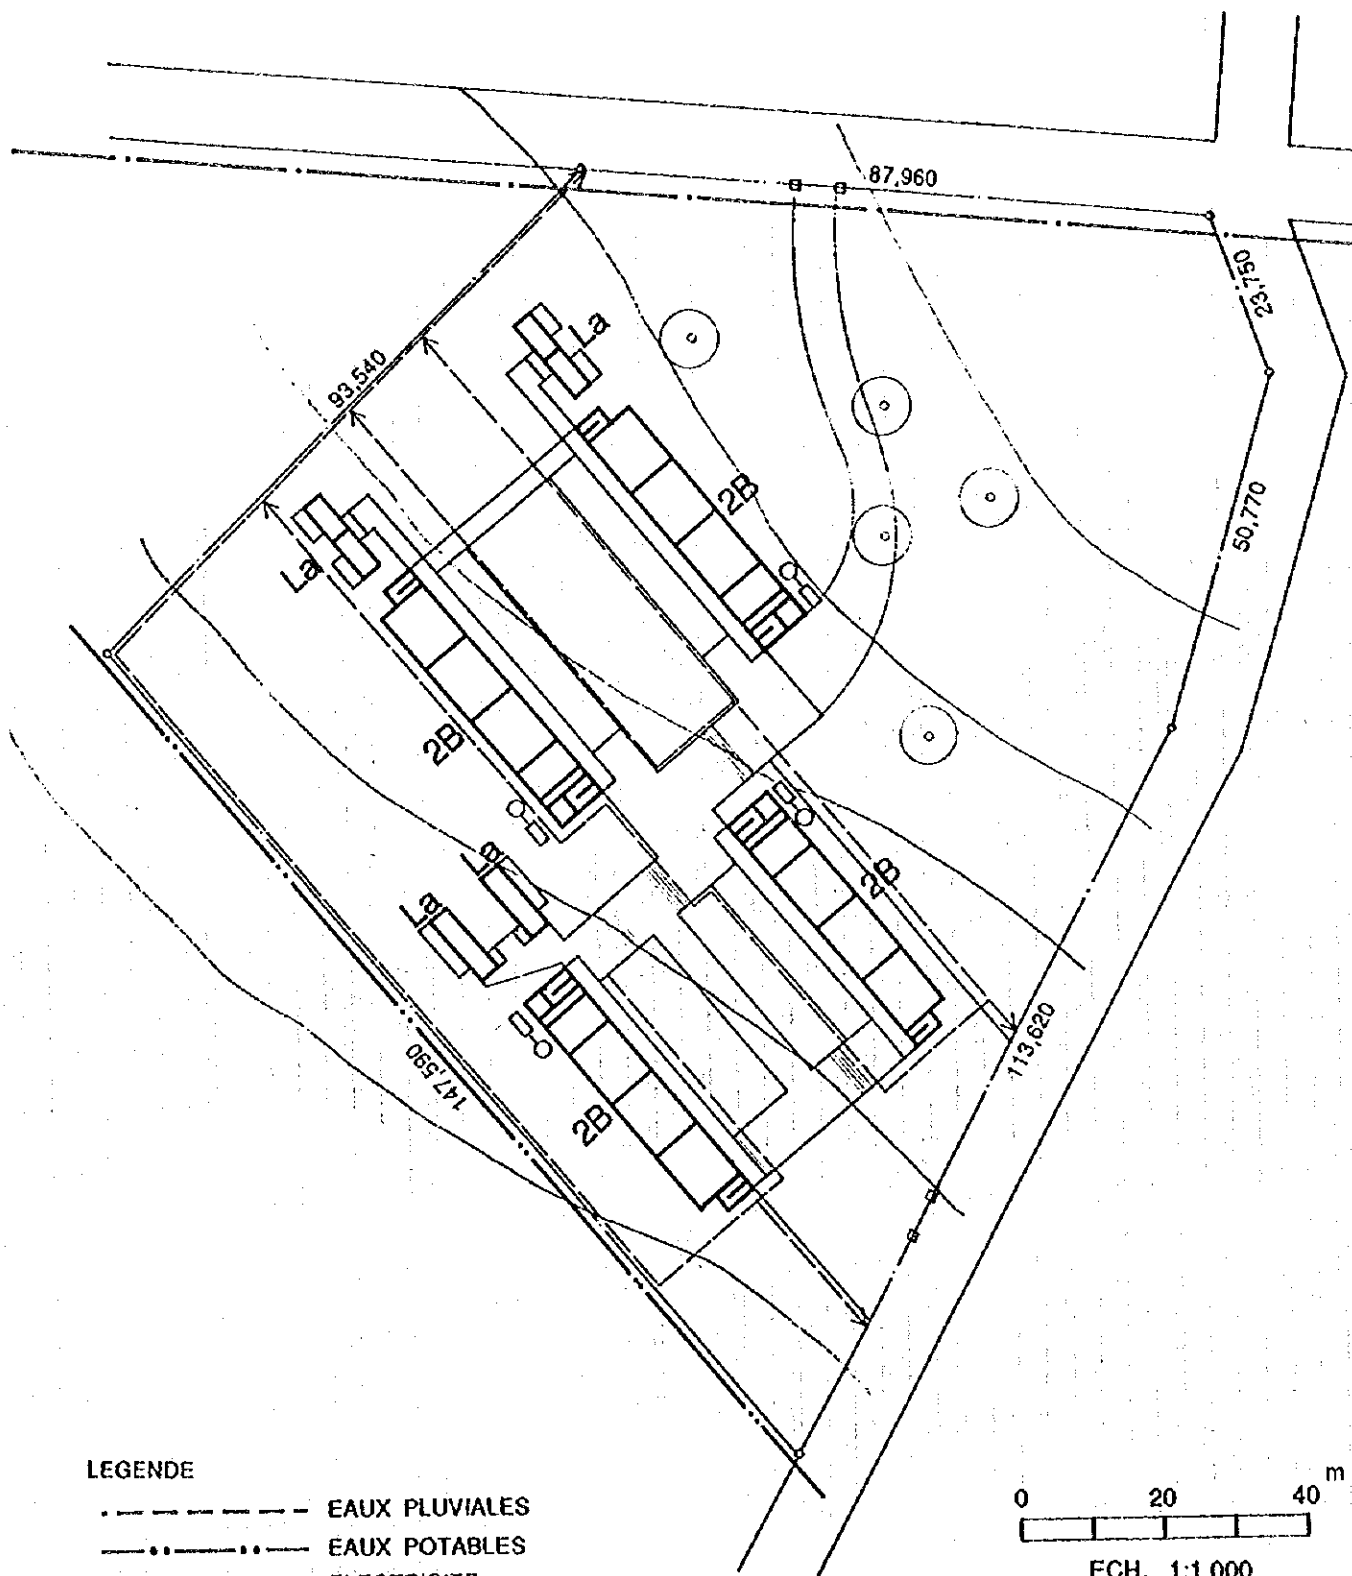 87,960
23,750
93,540
La
2B
50,770
La
2B
2B
La
La
113,620
147,590
2B
LEGENDE
EAUX PLUVIALES
EAUX POTABLES
m
0 20 40
ECH. 1:1.000